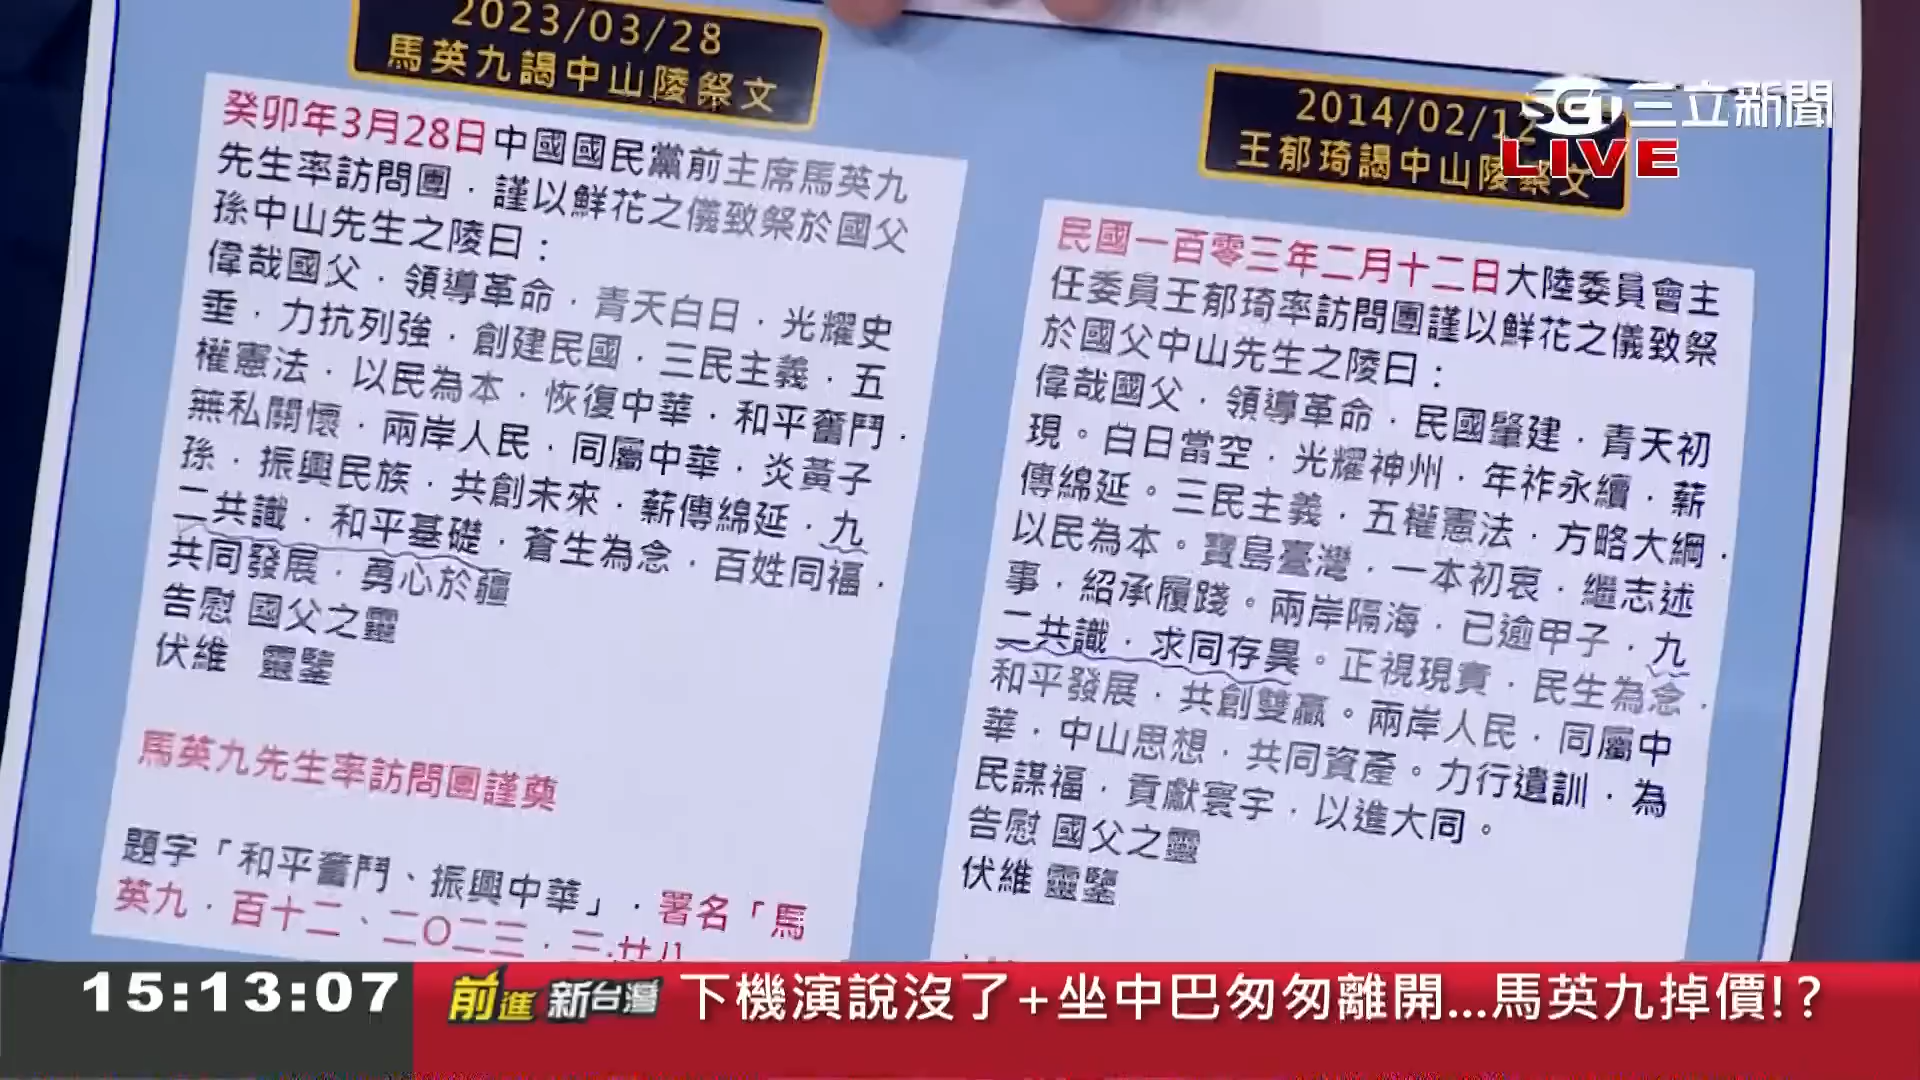 2023/03/28
馬英九謁中山陵祭文
癸卯年3月28日中國國民黨前主席馬英九
先生率訪問團，謹以鮮花之儀致祭於國父
孫中山先生之陵曰：
偉哉國父，領導革命，青天白日，光耀史
垂，力抗列強，創建民國，三民主義，五
權憲法，以民為本，恢復中華，和平奮鬥，
無私關懷，兩岸人民，同屬中華，炎黃子
孫，振興民族，共創未來，薪傳綿延，九
二共識，和平基礎，蒼生為念，百姓同福，
共同發展，勇心於疆
告慰 國父之靈
伏維 靈鑒
馬英九先生率訪問團謹奠
題字「和平奮鬥、振興中華」，署名「馬
英九，百十二、二〇二三，三.廿八
2014/02/12
王郁琦謁中山陵祭文
民國一百零三年二月十二日大陸委員會主
任委員王郁琦率訪問團謹以鮮花之儀致祭
於國父中山先生之陵曰：
偉哉國父，領導革命，民國肇建，青天初
現。白日當空，光耀神州，年祚永續，薪
傳綿延。三民主義，五權憲法，方略大綱，
以民為本。寶島臺灣，一本初衷，繼志述
事，紹承履踐。兩岸隔海，已逾甲子，九
二共識，求同存異。正視現實，民生為念，
和平發展，共創雙贏。兩岸人民，同屬中
華，中山思想，共同資產。力行遺訓，為
民謀福，貢獻寰宇，以進大同。
告慰 國父之靈
伏維 靈鑒
SET三立新聞
LIVE
15:13:07
前進新台灣
下機演說沒了+坐中巴匆匆離開...馬英九掉價!?